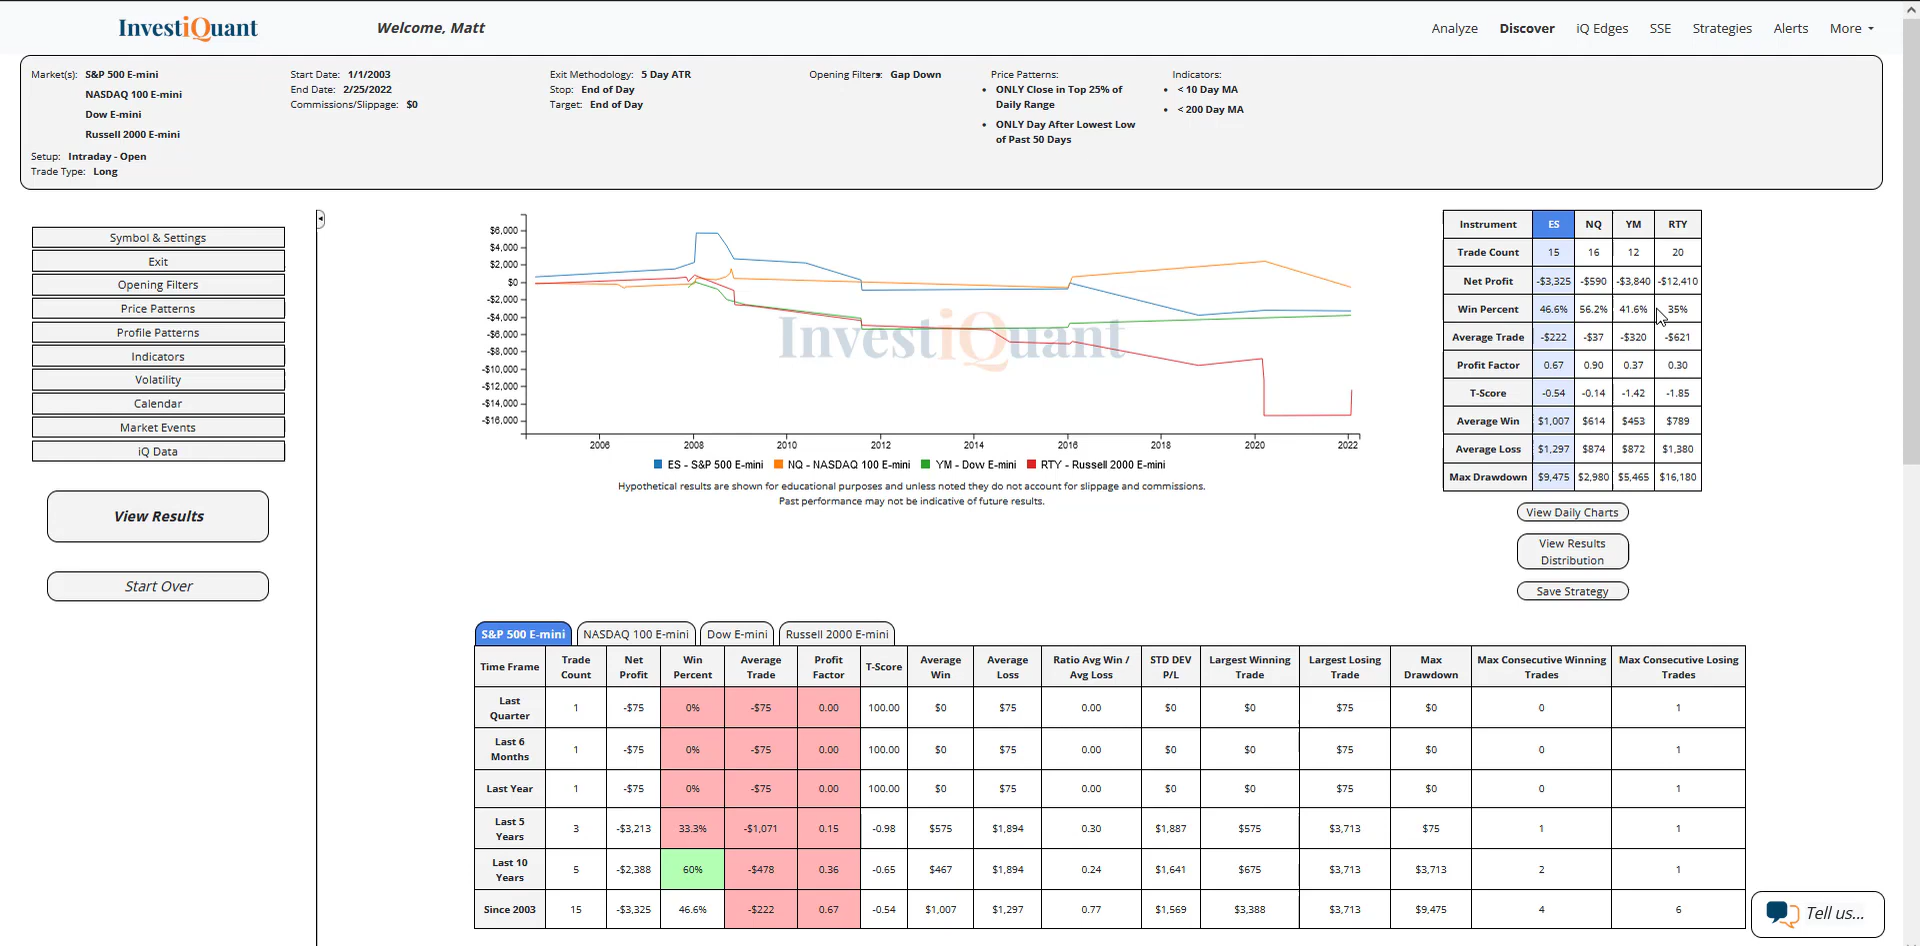 InvestiQuant
Welcome, Matt
Analyze Discover iQ Edges SSE Strategies Alerts More
Market(s): S&P 500 E-mini
NASDAQ 100 E-mini
Dow E-mini
Russell 2000 E-mini
Setup: Intraday - Open
Trade Type: Long
Start Date: 1/1/2003
End Date: 2/25/2022
Commissions/Slippage: $0
Exit Methodology: 5 Day ATR
Stop: End of Day
Target: End of Day
Opening Filters: Gap Down
Price Patterns:
• ONLY Close in Top 25% of
Daily Range
• ONLY Day After Lowest Low
of Past 50 Days
Indicators:
• < 10 Day MA
• < 200 Day MA
Symbol & Settings
Exit
Opening Filters
Price Patterns
Profile Patterns
Indicators
Volatility
Calendar
Market Events
iQ Data
View Results
Start Over
$6,000
$4,000
$2,000
$0
-$2,000
-$4,000
-$6,000
-$8,000
-$10,000
-$12,000
-$14,000
-$16,000
InvestiQuant
2006 2008 2010 2012 2014 2016 2018 2020 2022
ES - S&P 500 E-mini NQ - NASDAQ 100 E-mini YM - Dow E-mini RTY - Russell 2000 E-mini
Hypothetical results are shown for educational purposes and unless noted they do not account for slippage and commissions.
Past performance may not be indicative of future results.
Instrument ES NQ YM RTY
Trade Count 15 16 12 20
Net Profit -$3,325 -$590 -$3,840 -$12,410
Win Percent 46.6% 56.2% 41.6% 35%
Average Trade -$222 -$37 -$320 -$621
Profit Factor 0.67 0.90 0.37 0.30
T-Score -0.54 -0.14 -1.42 -1.85
Average Win $1,007 $614 $453 $789
Average Loss $1,297 $874 $872 $1,380
Max Drawdown $9,475 $2,980 $5,465 $16,180
View Daily Charts
View Results
Distribution
Save Strategy
S&P 500 E-mini NASDAQ 100 E-mini Dow E-mini Russell 2000 E-mini
Time Frame Trade Count Net Profit Win Percent Average Trade Profit Factor T-Score Average Win Average Loss Ratio Avg Win / Avg Loss STD DEV P/L Largest Winning Trade Largest Losing Trade Max Drawdown Max Consecutive Winning Trades Max Consecutive Losing Trades
Last Quarter 1 -$75 0% -$75 0.00 100.00 $0 $75 0.00 $0 $0 $75 $0 0 1
Last 6 Months 1 -$75 0% -$75 0.00 100.00 $0 $75 0.00 $0 $0 $75 $0 0 1
Last Year 1 -$75 0% -$75 0.00 100.00 $0 $75 0.00 $0 $0 $75 $0 0 1
Last 5 Years 3 -$3,213 33.3% -$1,071 0.15 -0.98 $575 $1,894 0.30 $1,887 $575 $3,713 $75 1 1
Last 10 Years 5 -$2,388 60% -$478 0.36 -0.65 $467 $1,894 0.24 $1,641 $675 $3,713 $3,713 2 1
Since 2003 15 -$3,325 46.6% -$222 0.67 -0.54 $1,007 $1,297 0.77 $1,569 $3,388 $3,713 $9,475 4 6
Tell us...